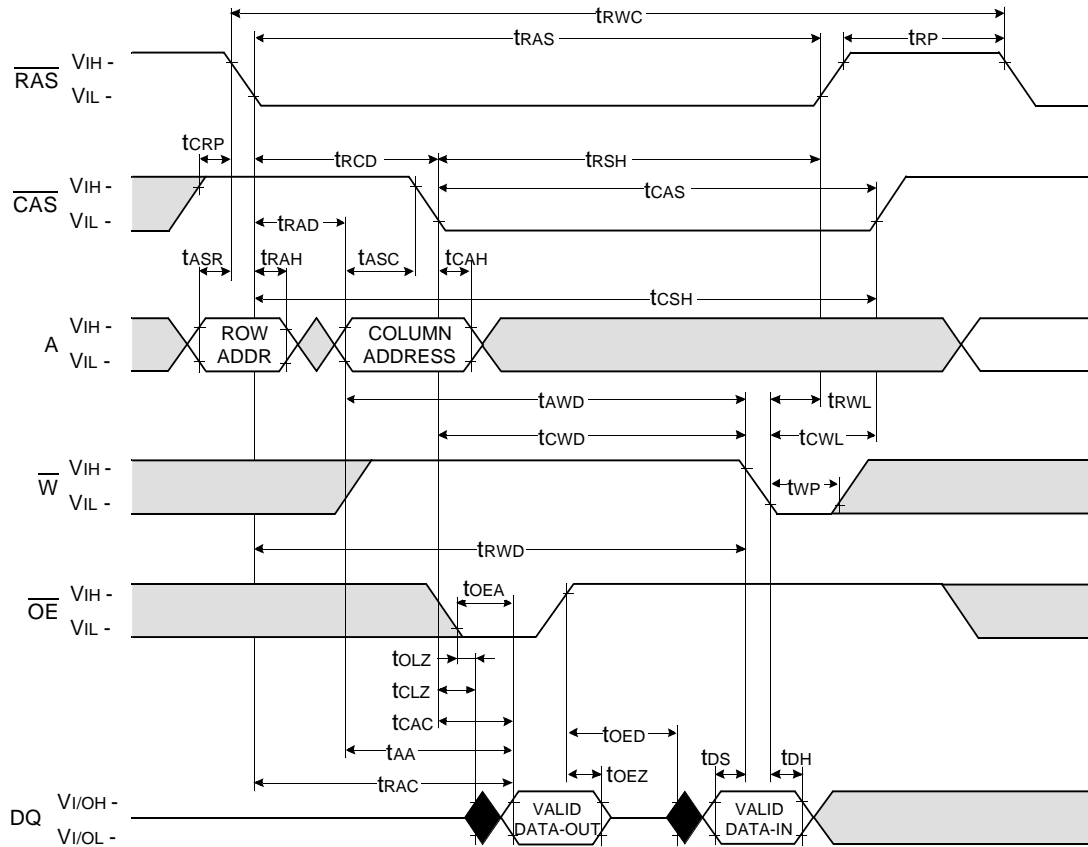 tRWC
tRAS
tRP
RAS
VIH -
VIL -
tCRP
tRCD
tRSH
CAS
VIH -
VIL -
tCAS
tRAD
tASR
tRAH
tASC
tCAH
tCSH
A
VIH -
VIL -
ROW
ADDR
COLUMN
ADDRESS
tAWD
tRWL
tCWD
tCWL
W
VIH -
VIL -
tWP
tRWD
OE
VIH -
VIL -
tOEA
tOLZ
tCLZ
tCAC
tOED
tAA
tDS
tDH
tOEZ
tRAC
DQ
VI/OH -
VI/OL -
VALID
DATA-OUT
VALID
DATA-IN